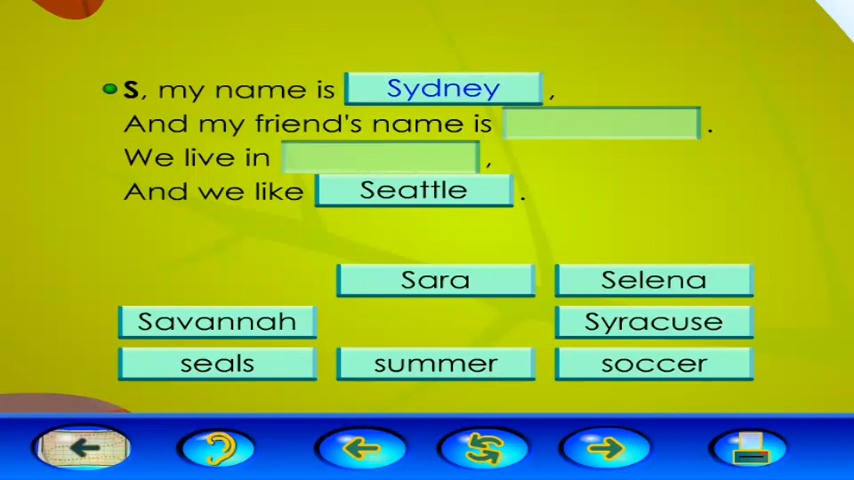 S, my name is Sydney,
And my friend's name is .
We live in ,
And we like Seattle.
Sara Selena
Savannah Syracuse
seals summer soccer